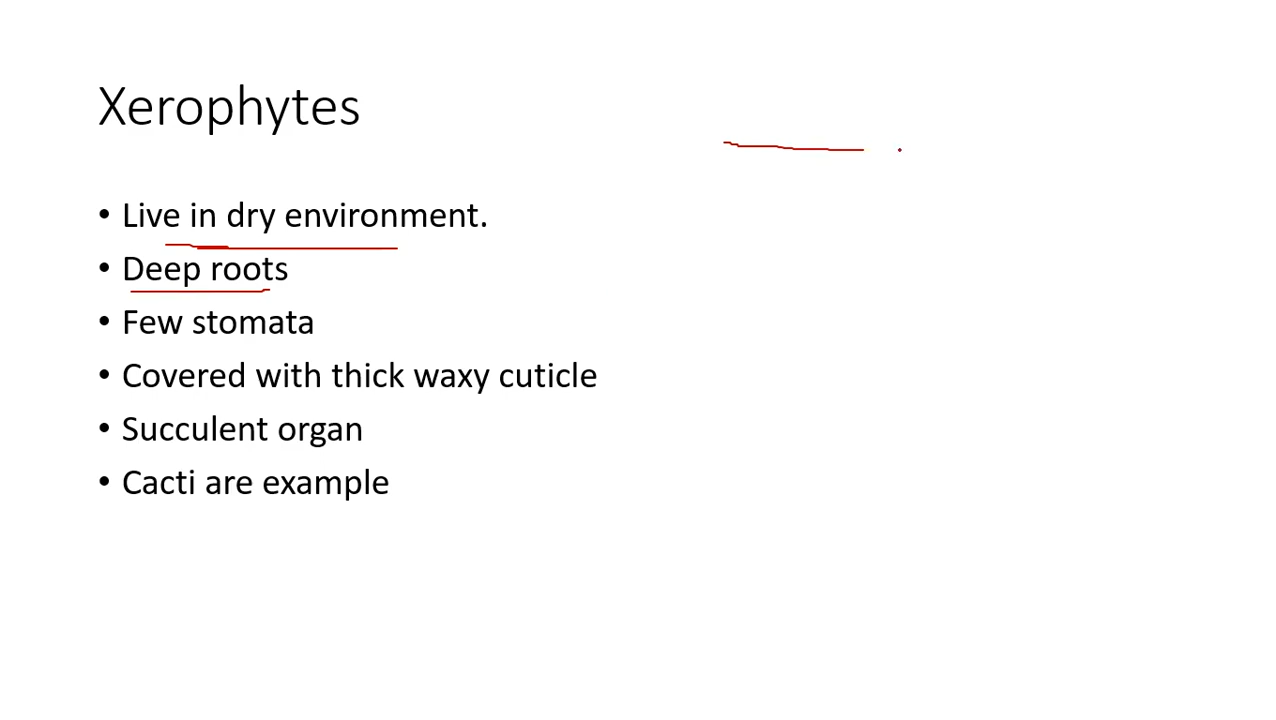 Xerophytes
• Live in dry environment.
• Deep roots
• Few stomata
• Covered with thick waxy cuticle
• Succulent organ
• Cacti are example